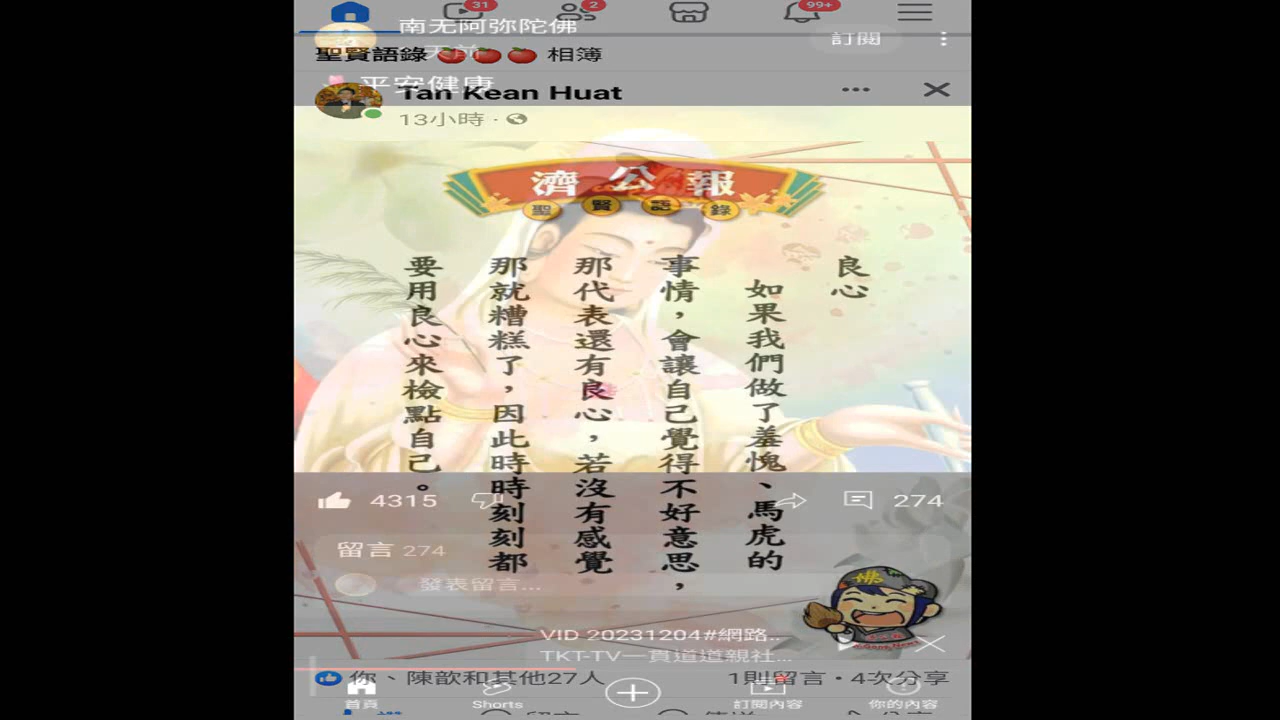 31
2
99+
南无阿弥陀佛
訂閱
聖賢語錄🍎🍎🍎 相簿
天前
平安健康
Tan Kean Huat
13小時
濟公報
聖賢語錄
良心
如果我們做了羞愧、馬虎的
事情，會讓自己覺得不好意思，
那代表還有良心，若沒有感覺
那就糟糕了，因此時時刻刻都
要用良心來檢點自己。
佛
4315
274
留言 274
發表留言...
VID 20231204#網路...
TKT-TV一貫道道親社...
你、陳歆和其他27人
1則留言・4次分享
首頁
Shorts
訂閱內容
你的內容